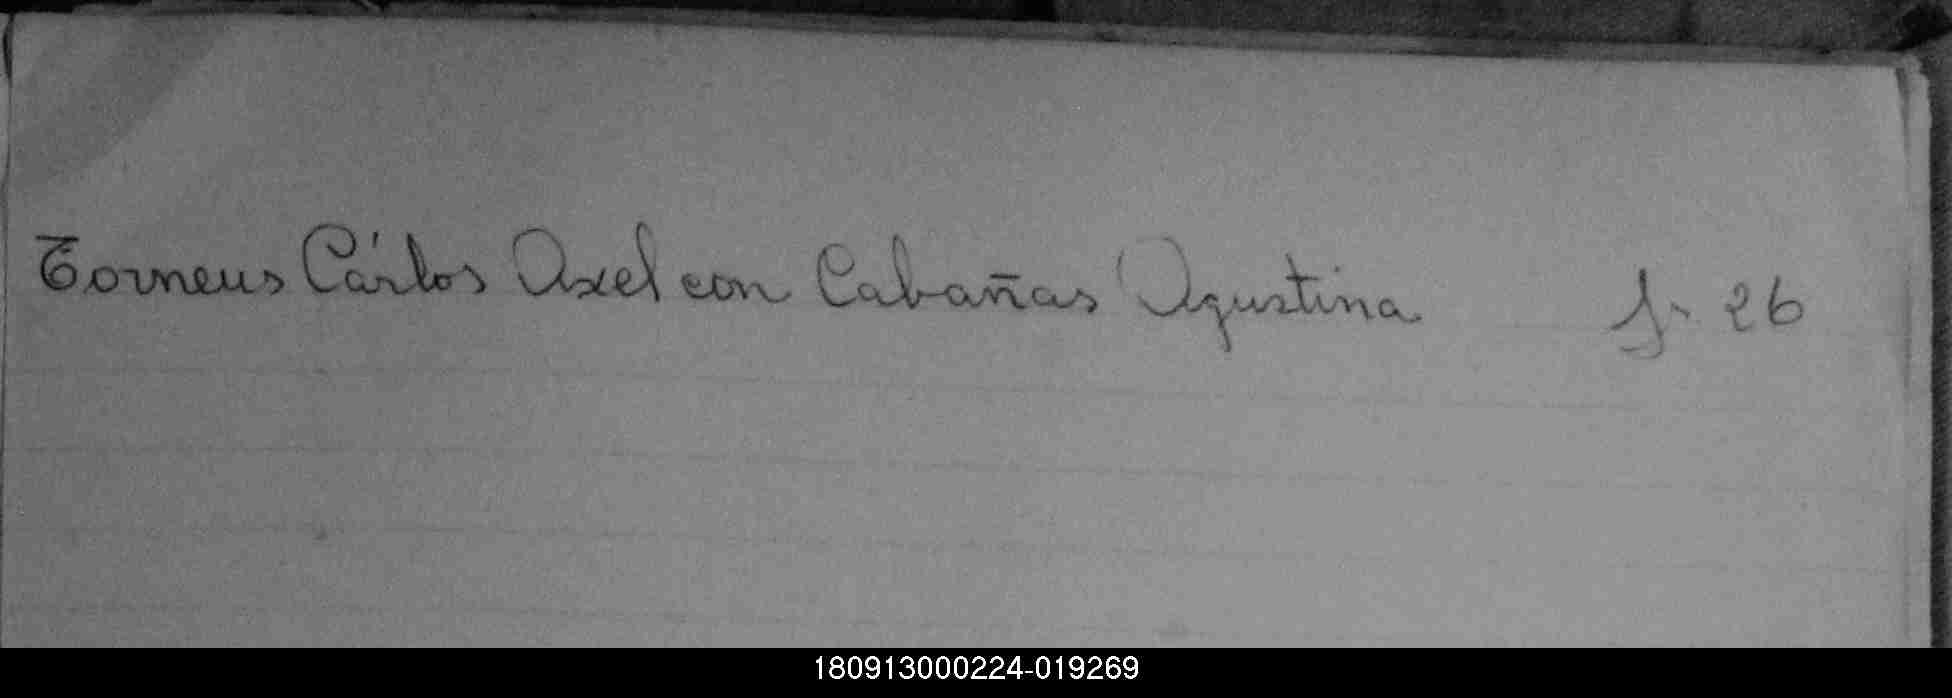 Torneus Cárlos Axel con Cabañas Agustina f. 26
180913000224-019269